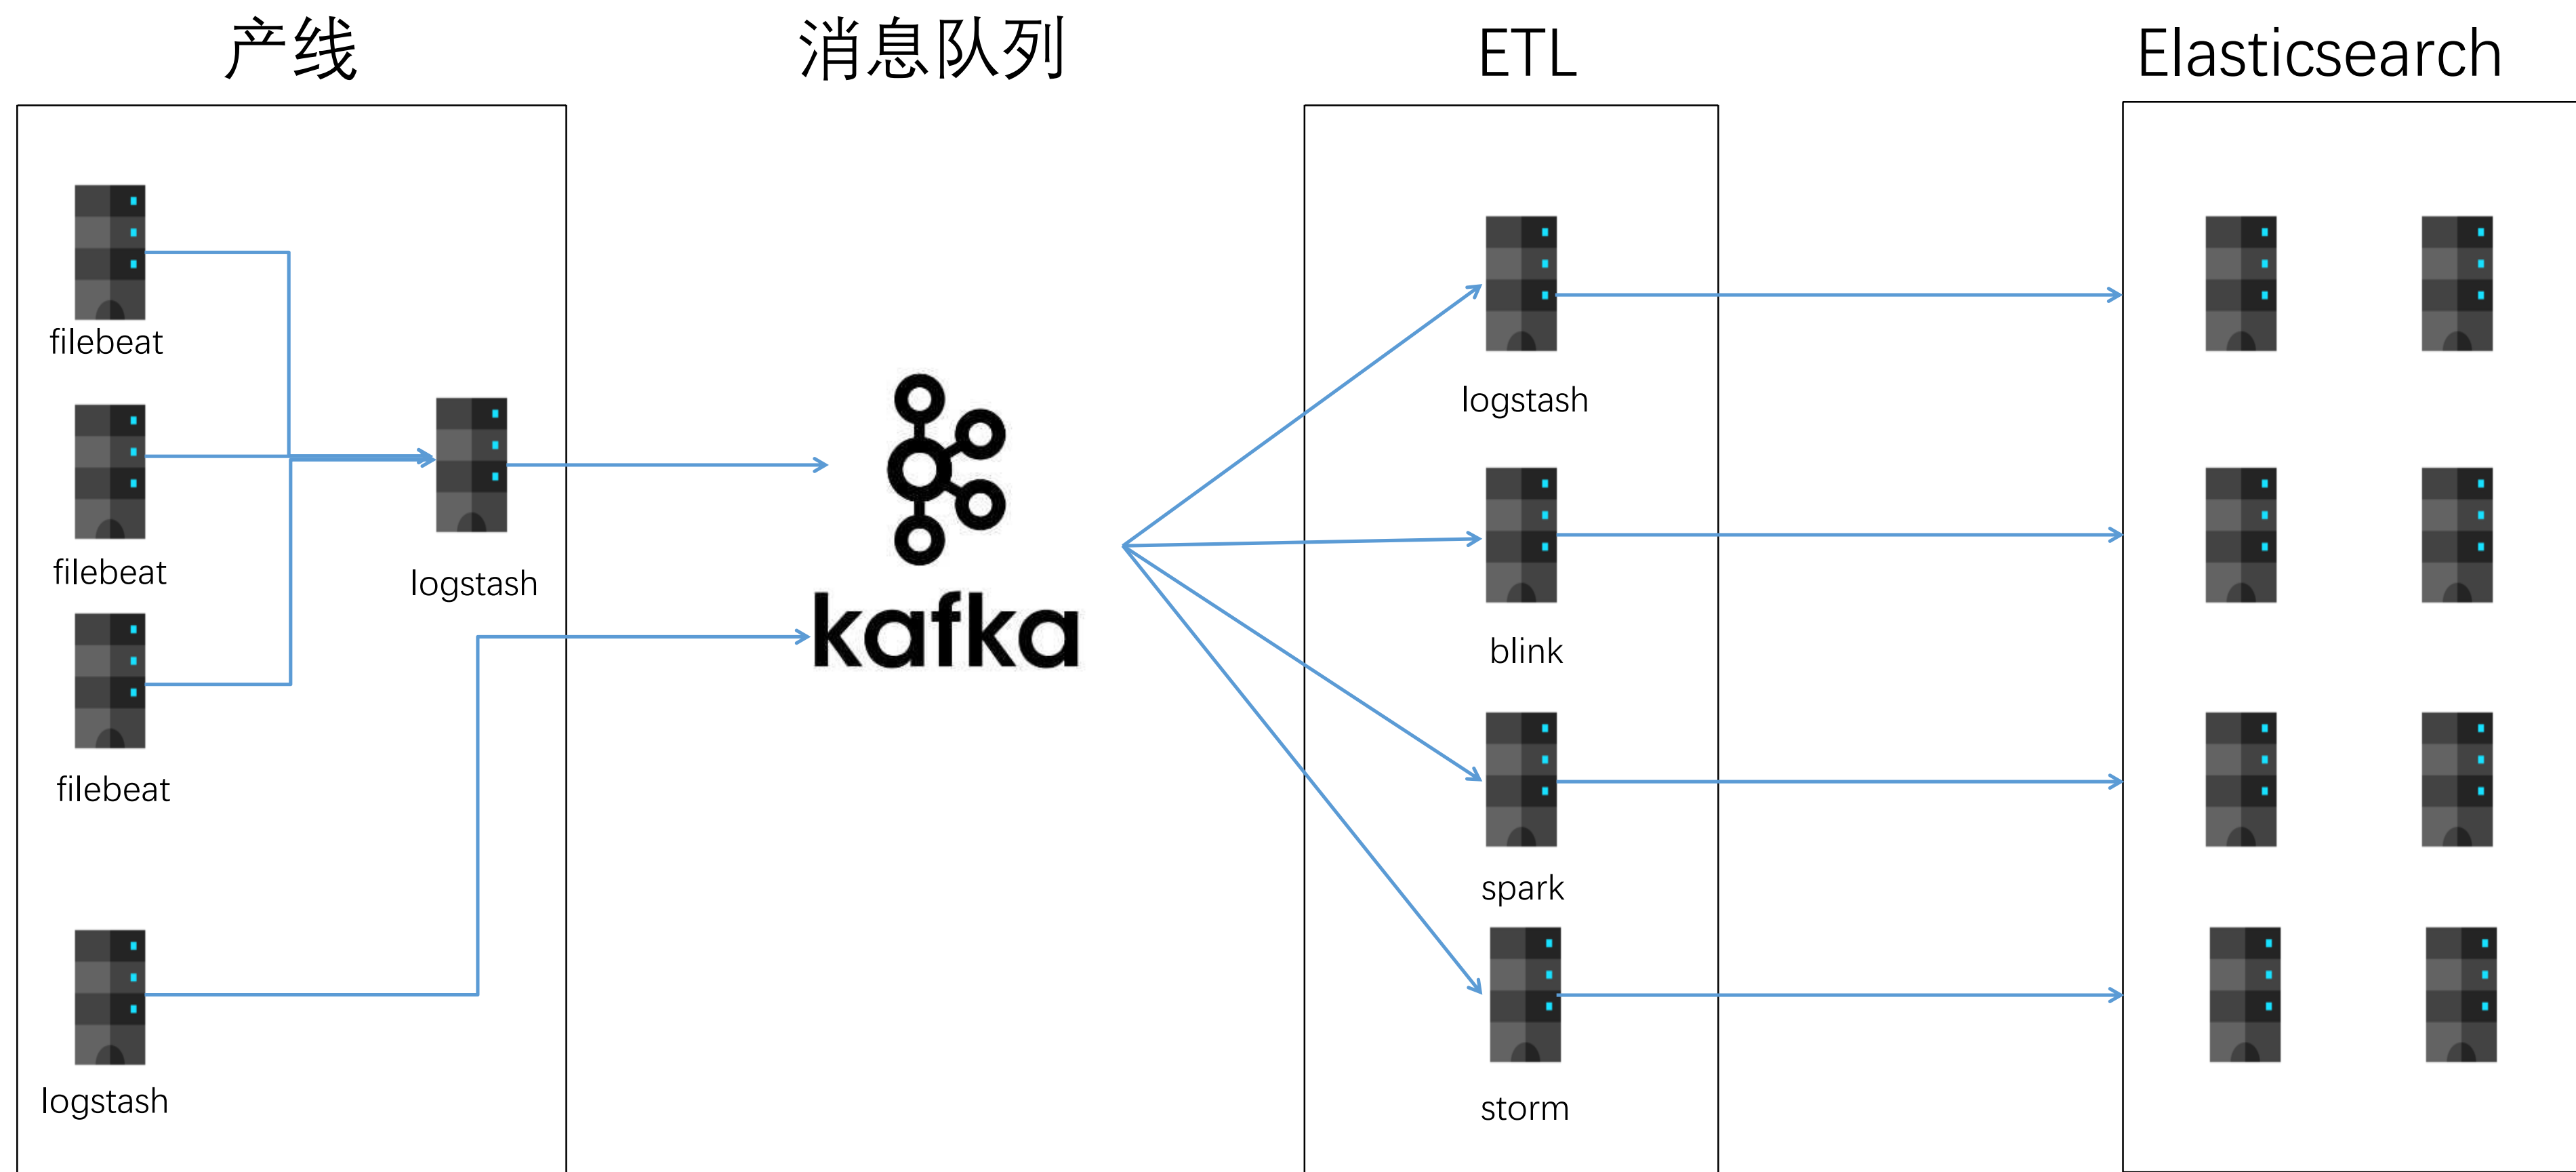 产线
消息队列
ETL
Elasticsearch
filebeat
filebeat
filebeat
logstash
logstash
kafka
logstash
blink
spark
storm